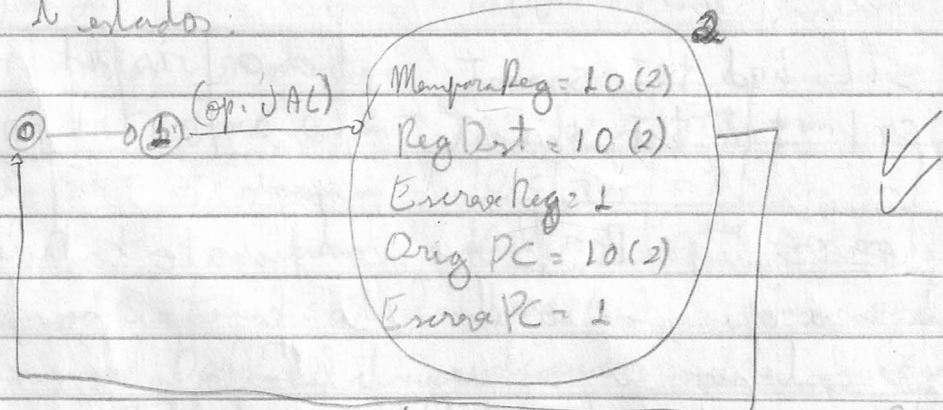 estados.
2
(op. JAL)
0 1
MemparaReg = 10 (2)
RegDst = 10 (2)
EscreveReg = 1
OrigPC = 10 (2)
EscrevePC = 1